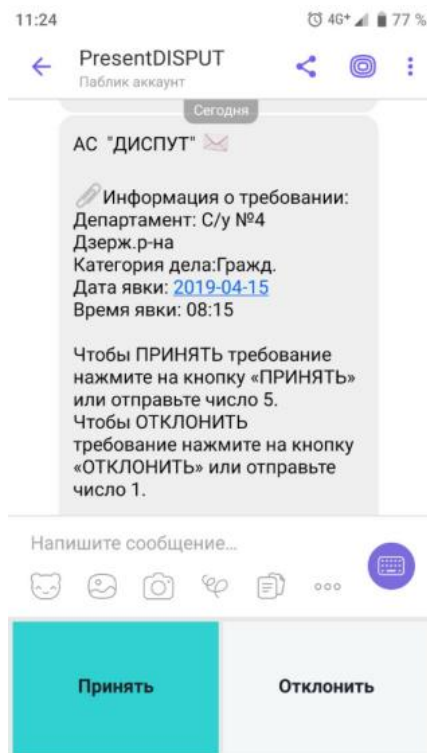 11:24 4G+ 77 %
PresentDISPUT
Паблик аккаунт
Сегодня
АС "ДИСПУТ"
Информация о требовании:
Департамент: С/у №4
Дзерж.р-на
Категория дела:Гражд.
Дата явки: 2019-04-15
Время явки: 08:15
Чтобы ПРИНЯТЬ требование
нажмите на кнопку «ПРИНЯТЬ»
или отправьте число 5.
Чтобы ОТКЛОНИТЬ
требование нажмите на кнопку
«ОТКЛОНИТЬ» или отправьте
число 1.
Напишите сообщение...
Принять Отклонить